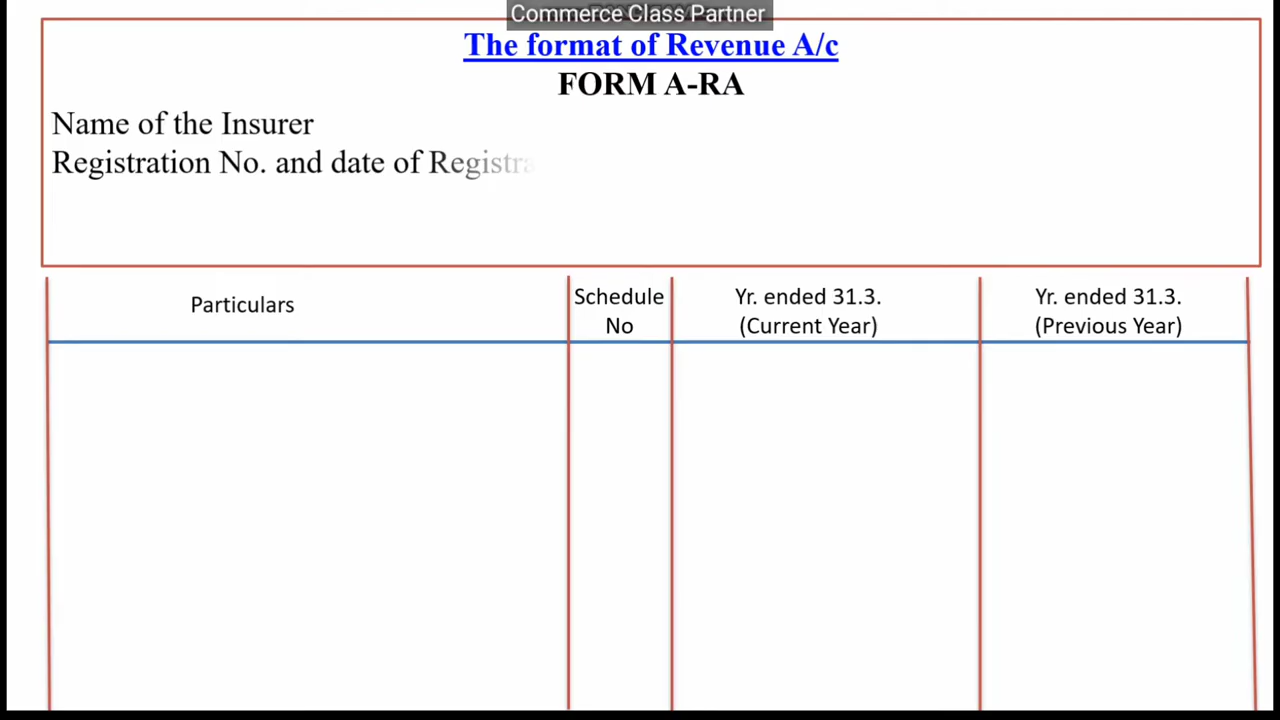 Commerce Class Partner
The format of Revenue A/c
FORM A-RA
Name of the Insurer
Registration No. and date of Registra
Particulars
Schedule
No
Yr. ended 31.3.
(Current Year)
Yr. ended 31.3.
(Previous Year)